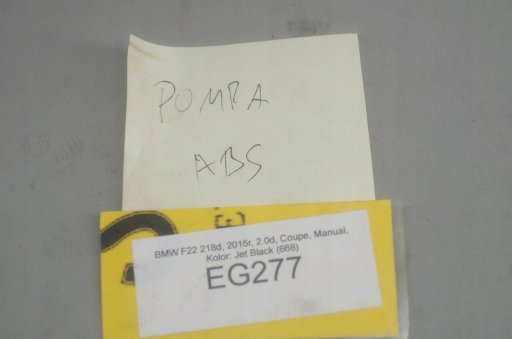 POMPA
ABS
BMW F22 218d, 2015r, 2.0d, Coupe, Manual,
Kolor: Jet Black (668)
EG277